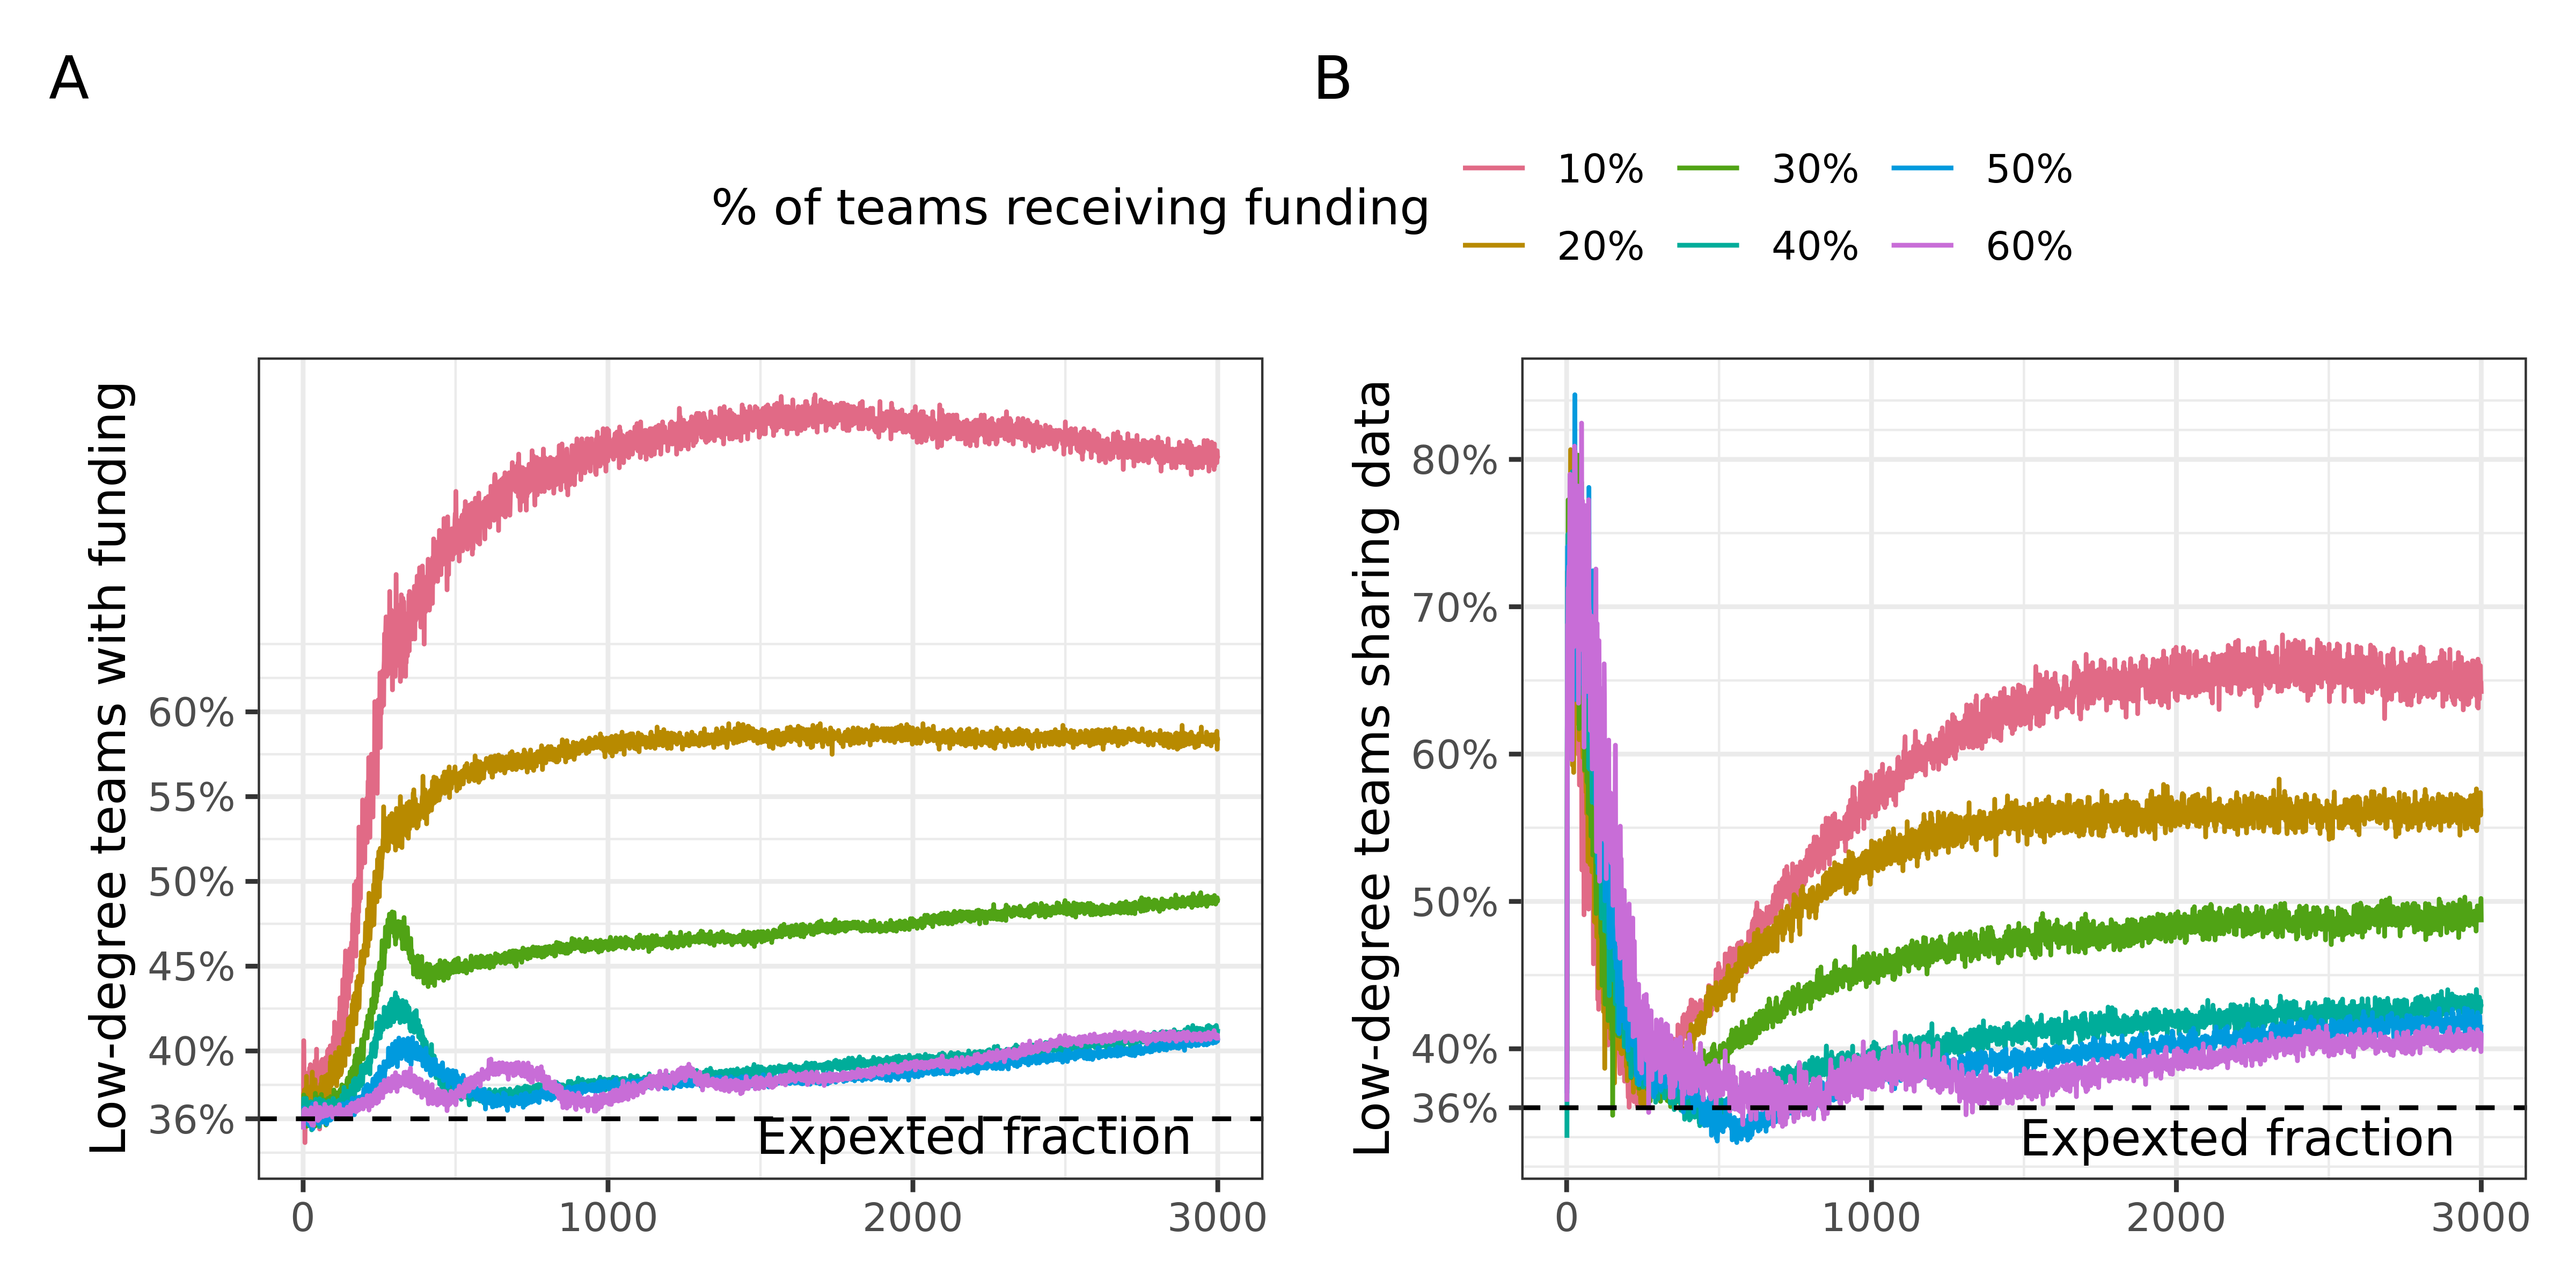 A
B
% of teams receiving funding
10% 30% 50%
20% 40% 60%
Low-degree teams with funding
60%
55%
50%
45%
40%
36%
Expexted fraction
0 1000 2000 3000
Low-degree teams sharing data
80%
70%
60%
50%
40%
36%
Expexted fraction
0 1000 2000 3000